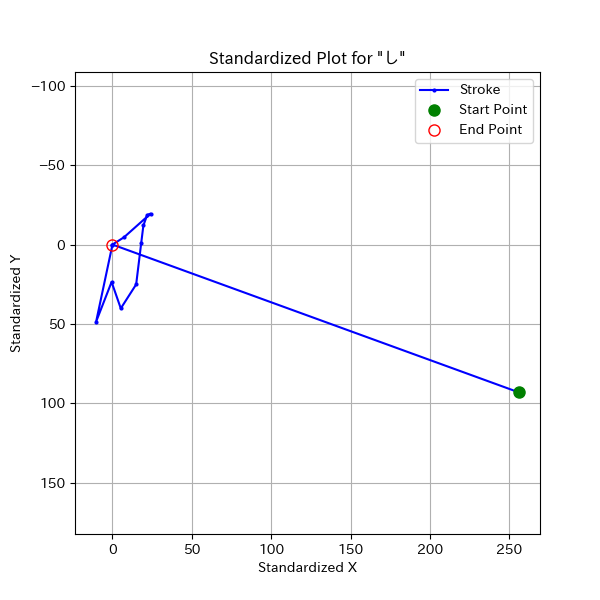 Standardized Plot for "し"
Stroke
Start Point
End Point
−100
−50
0
50
100
150
Standardized Y
0
50
100
150
200
250
Standardized X